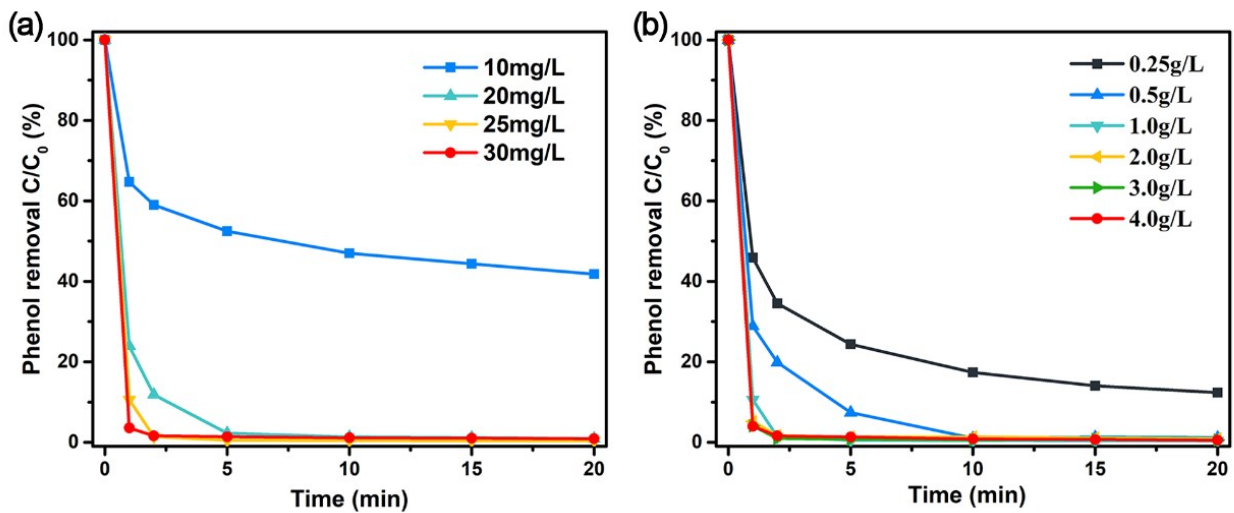 (a)
100
80
60
40
20
0
0
5
10
15
20
Phenol removal C/C₀ (%)
Time (min)
10mg/L
20mg/L
25mg/L
30mg/L
(b)
100
80
60
40
20
0
0
5
10
15
20
Phenol removal C/C₀ (%)
Time (min)
0.25g/L
0.5g/L
1.0g/L
2.0g/L
3.0g/L
4.0g/L